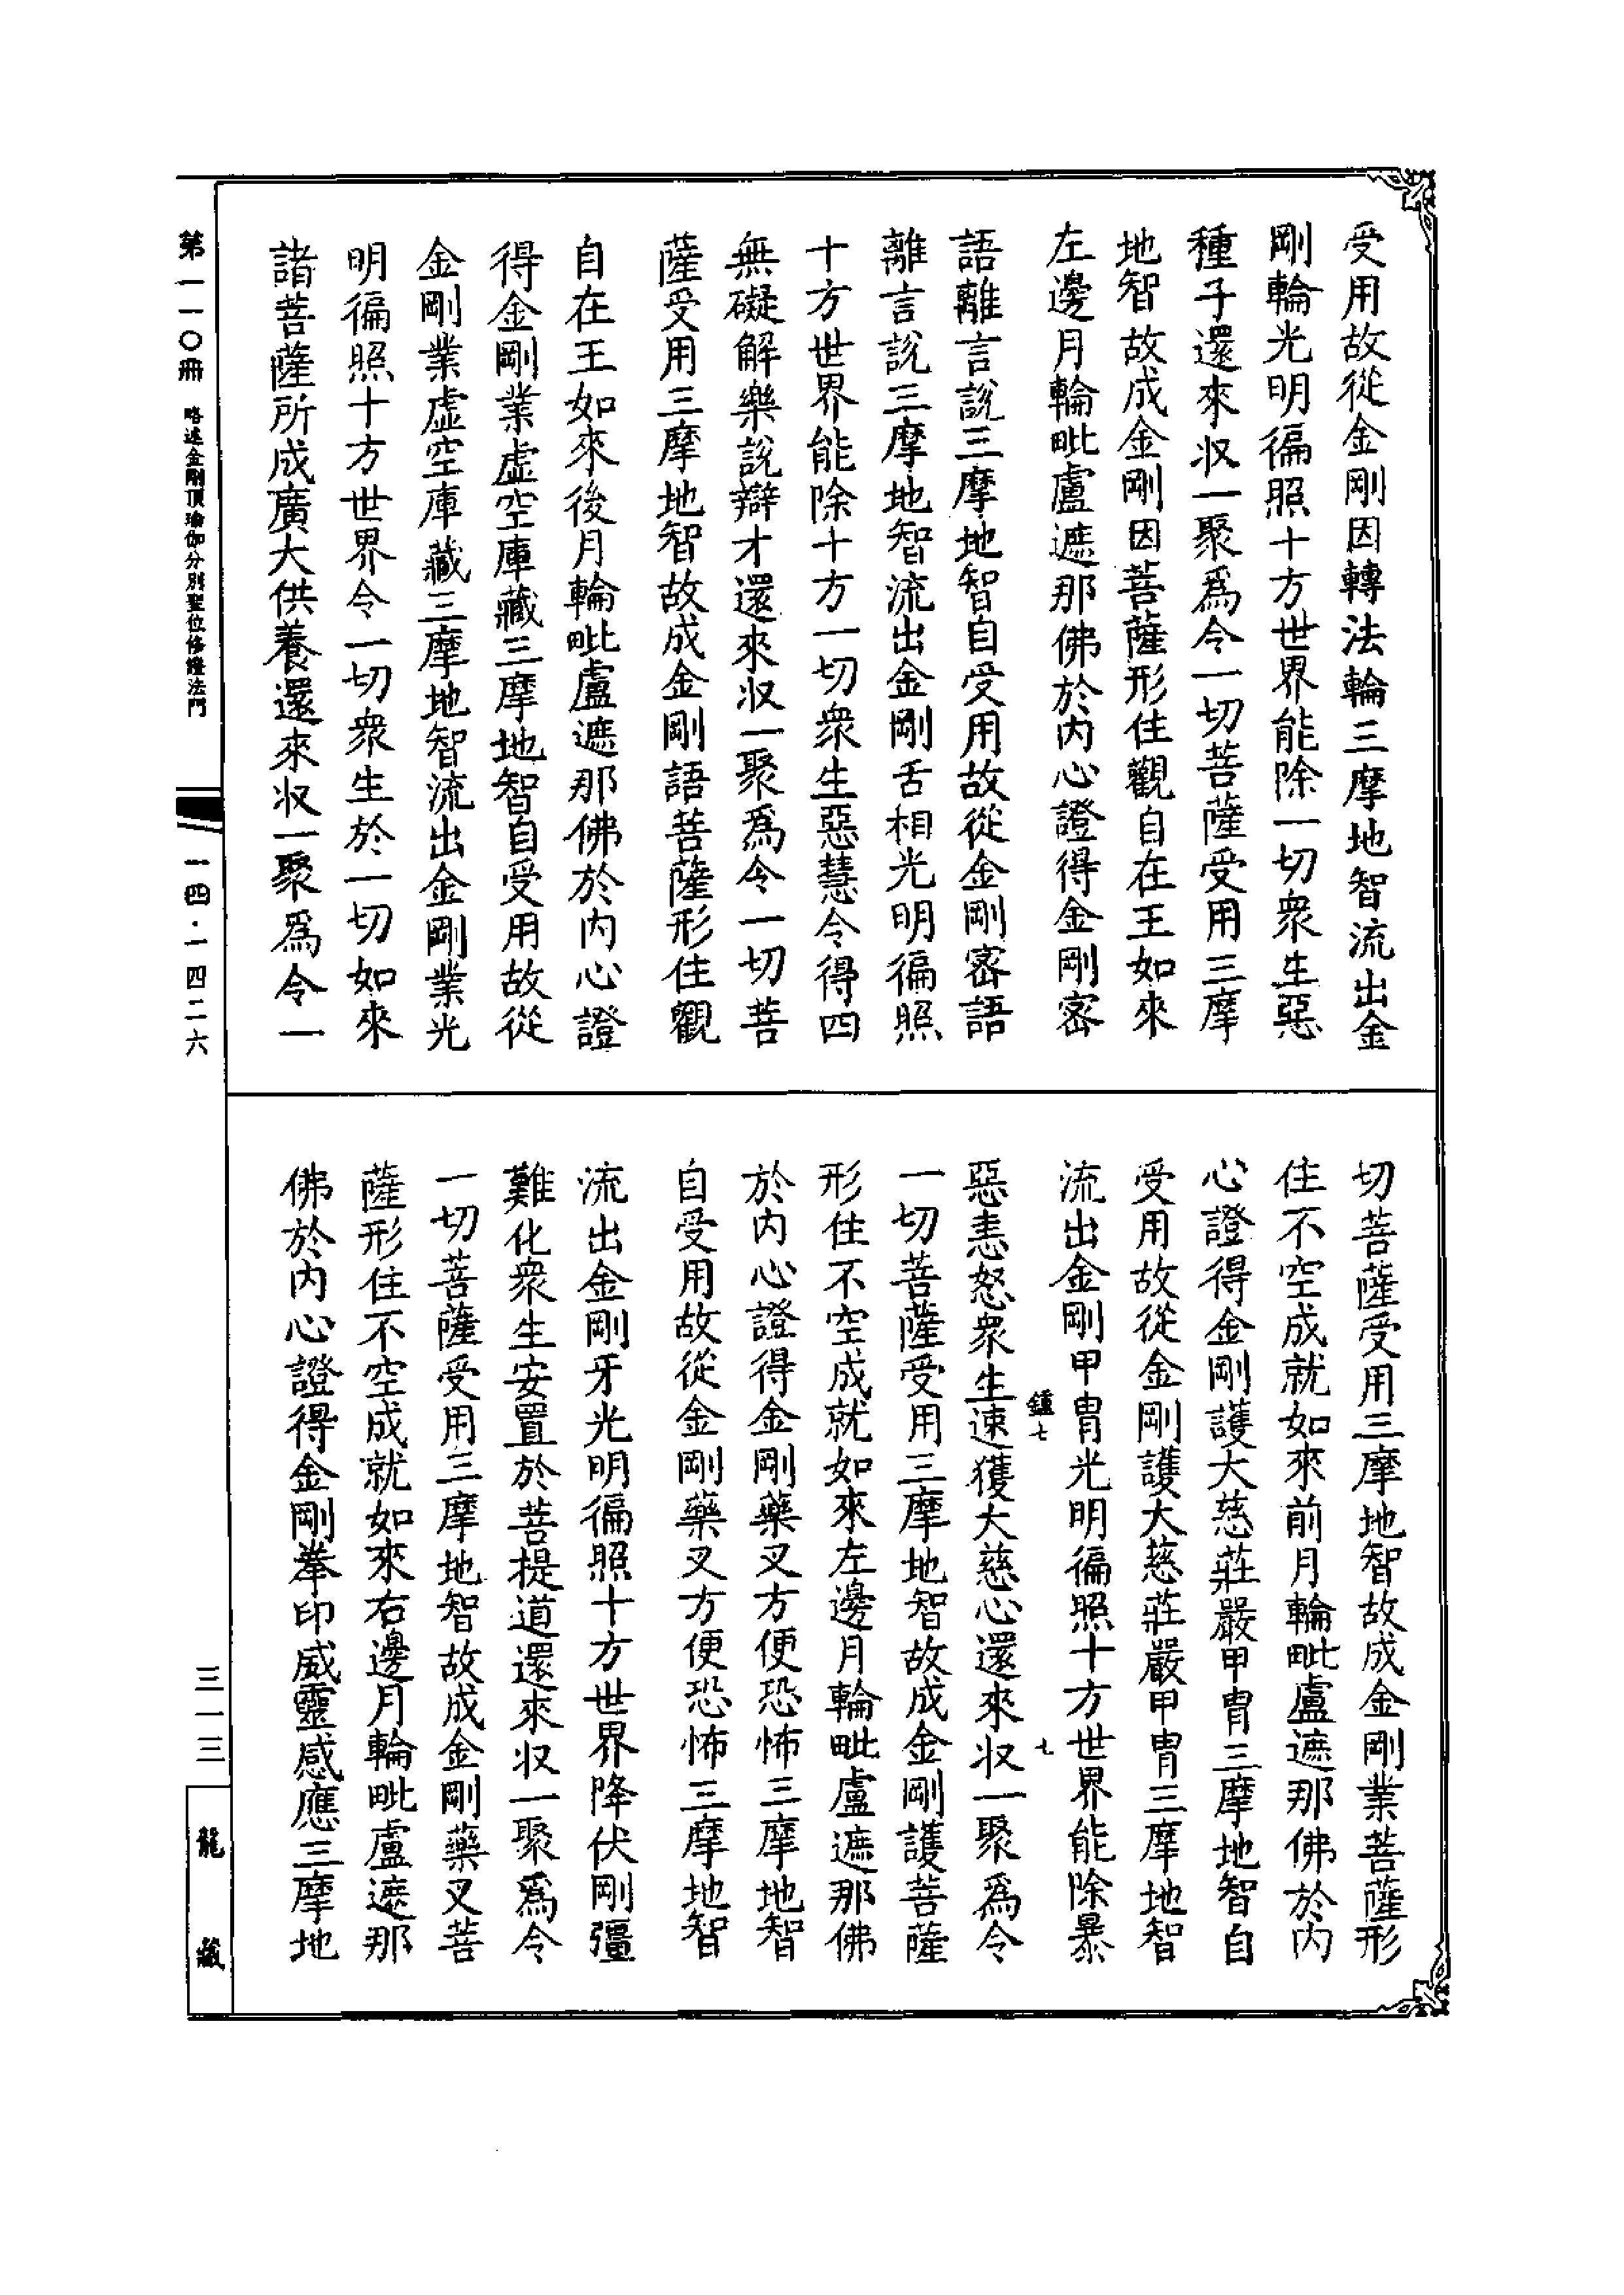 受用故從金剛因轉法輪三摩地智流出金
剛輪光明徧照十方世界能除一切衆生惡
種子還來収一聚爲令一切菩薩受用三摩
地智故成金剛因菩薩形住觀自在王如來
左邊月輪毗盧遮那佛於内心證得金剛密
語離言說三摩地智自受用故從金剛密語
離言說三摩地智流出金剛舌相光明徧照
十方世界能除十方一切衆生惡慧令得四
無礙解樂說辯才還來収一聚爲令一切菩
薩受用三摩地智故成金剛語菩薩形住觀
自在王如來後月輪毗盧遮那佛於内心證
得金剛業虛空庫藏三摩地智自受用故從
金剛業虛空庫藏三摩地智流出金剛業光
明徧照十方世界令一切衆生於一切如來
諸菩薩所成廣大供養還來収一聚爲令一
切菩薩受用三摩地智故成金剛業菩薩形
住不空成就如來前月輪毗盧遮那佛於内
心證得金剛護大慈莊嚴甲冑三摩地智自
受用故從金剛護大慈莊嚴甲冑三摩地智
流出金剛甲冑光明徧照十方世界能除暴
鍾七 七
惡恚怒衆生速獲大慈心還來収一聚爲令
一切菩薩受用三摩地智故成金剛護菩薩
形住不空成就如來左邊月輪毗盧遮那佛
於内心證得金剛藥叉方便恐怖三摩地智
自受用故從金剛藥叉方便恐怖三摩地智
流出金剛牙光明徧照十方世界降伏剛彊
難化衆生安置於菩提道還來収一聚爲令
一切菩薩受用三摩地智故成金剛藥叉菩
薩形住不空成就如來右邊月輪毗盧遮那
佛於内心證得金剛拳印威靈感應三摩地
第一一〇冊 略述金剛頂瑜伽分別聖位修證法門
一四·一四二六
三一三
龍藏